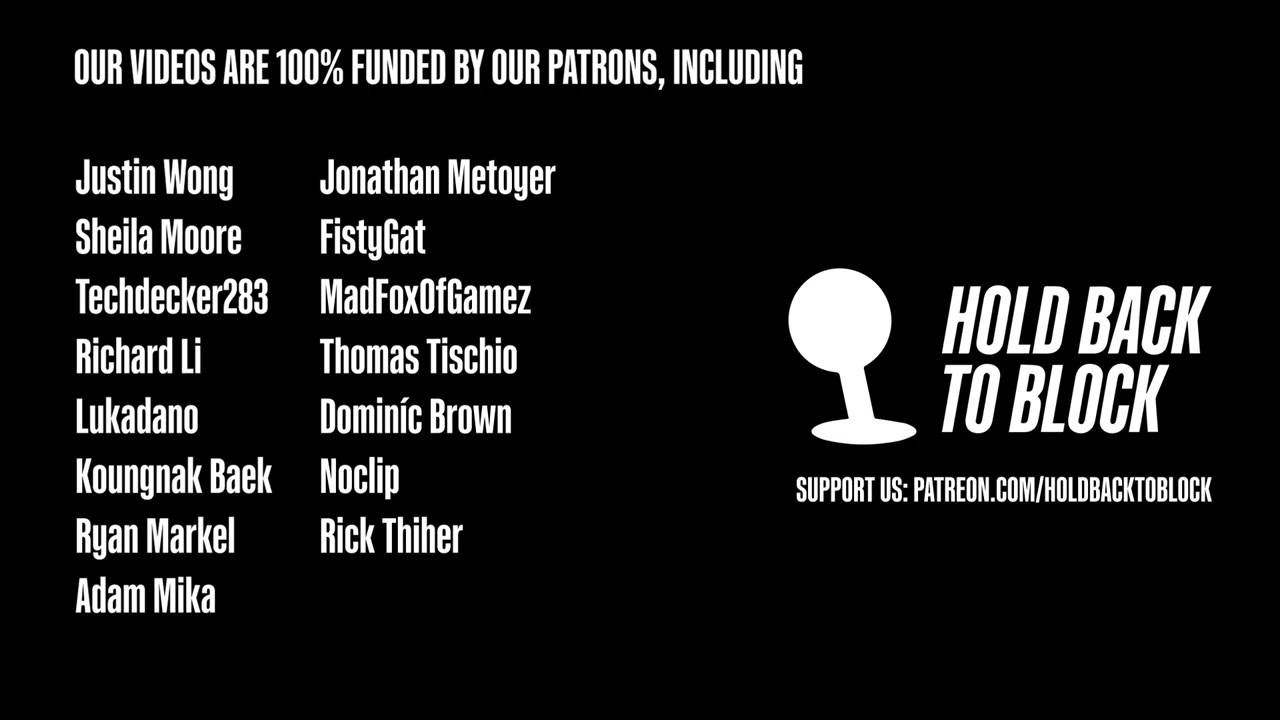 OUR VIDEOS ARE 100% FUNDED BY OUR PATRONS, INCLUDING
Justin Wong
Sheila Moore
Techdecker283
Richard Li
Lukadano
Koungnak Baek
Ryan Markel
Adam Mika
Jonathan Metoyer
FistyGat
MadFoxOfGamez
Thomas Tischio
Dominíc Brown
Noclip
Rick Thiher
HOLD BACK
TO BLOCK
SUPPORT US: PATREON.COM/HOLDBACKTOBLOCK